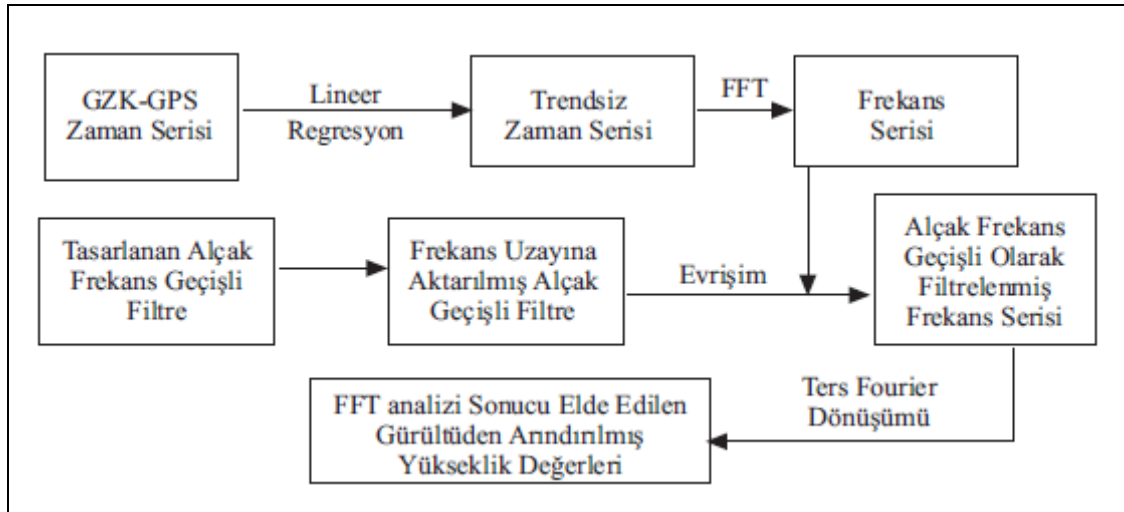 GZK-GPS
Zaman Serisi
Lineer
Regresyon
Trendsiz
Zaman Serisi
FFT
Frekans
Serisi
Tasarlanan Alçak
Frekans Geçişli
Filtre
Frekans Uzayına
Aktarılmış Alçak
Geçişli Filtre
Evrişim
Alçak Frekans
Geçişli Olarak
Filtrelenmiş
Frekans Serisi
Ters Fourier
Dönüşümü
FFT analizi Sonucu Elde Edilen
Gürültüden Arındırılmış
Yükseklik Değerleri